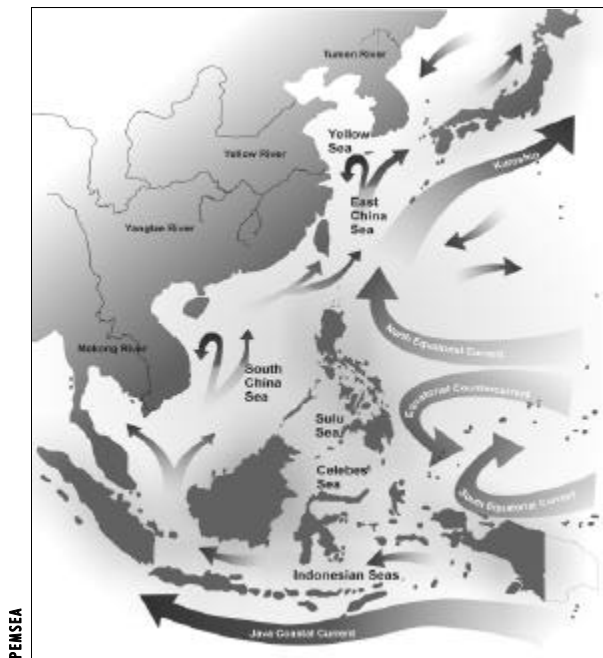 Tumen River
Yellow
Sea
Yellow River
Kuroshio
East
China
Sea
Yangtze River
North Equatorial Current
Mekong River
South
China
Sea
Equatorial Countercurrent
Sulu
Sea
Celebes
Sea
South Equatorial Current
Indonesian Seas
Java Coastal Current
PEMSEA